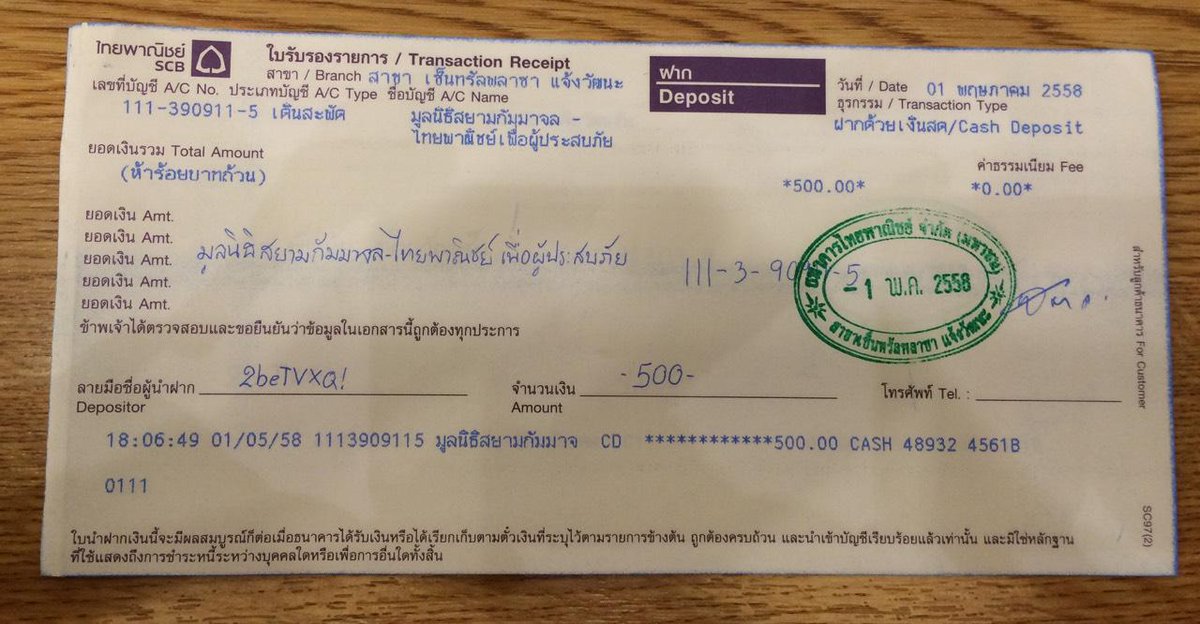 ไทยพาณิชย์
SCB
ใบรับรองรายการ / Transaction Receipt
สาขา / Branch สาขา เซ็นทรัลพลาซา แจ้งวัฒนะ
เลขที่บัญชี A/C No. ประเภทบัญชี A/C Type ชื่อบัญชี A/C Name
111-390911-5 เดินสะพัด มูลนิธิสยามกัมมาจล -
ไทยพาณิชย์เพื่อผู้ประสบภัย
ฝาก
Deposit
วันที่ / Date 01 พฤษภาคม 2558
ธุรกรรม / Transaction Type
ฝากด้วยเงินสด/Cash Deposit
ยอดเงินรวม Total Amount
(ห้าร้อยบาทถ้วน)
*500.00*
ค่าธรรมเนียม Fee
*0.00*
ยอดเงิน Amt.
ยอดเงิน Amt.
ยอดเงิน Amt. มูลนิธิสยามกัมมาจล-ไทยพาณิชย์ เพื่อผู้ประสบภัย
ยอดเงิน Amt.
ยอดเงิน Amt.
ธนาคารไทยพาณิชย์ จำกัด (มหาชน)
-1 พ.ค. 2558
สาขาเซ็นทรัลพลาซา แจ้งวัฒนะ
ข้าพเจ้าได้ตรวจสอบและขอยืนยันว่าข้อมูลในเอกสารนี้ถูกต้องทุกประการ
ลายมือชื่อผู้นำฝาก 2beTVXQ! จำนวนเงิน -500- โทรศัพท์ Tel. :
Depositor Amount
18:06:49 01/05/58 1113909115 มูลนิธิสยามกัมมาจ CD ************500.00 CASH 48932 4561B
0111
ใบนำฝากเงินนี้จะมีผลสมบูรณ์ก็ต่อเมื่อธนาคารได้รับเงินหรือได้เรียกเก็บตามตั๋วเงินที่ระบุไว้ตามรายการข้างต้น ถูกต้องครบถ้วน และนำเข้าบัญชีเรียบร้อยแล้วเท่านั้น และมิใช่หลักฐาน
ที่ใช้แสดงถึงการชำระหนี้ระหว่างบุคคลใดหรือเพื่อการอื่นใดทั้งสิ้น
สำหรับลูกค้าธนาคาร For Customer
SC97(2)